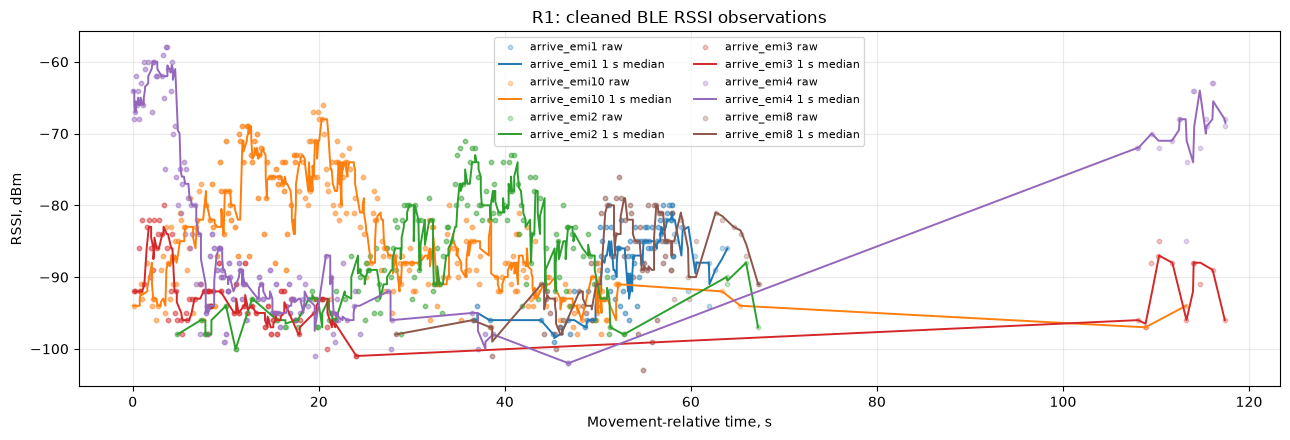 R1: cleaned BLE RSSI observations
arrive_emi1 raw
arrive_emi1 1 s median
arrive_emi10 raw
arrive_emi10 1 s median
arrive_emi2 raw
arrive_emi2 1 s median
arrive_emi3 raw
arrive_emi3 1 s median
arrive_emi4 raw
arrive_emi4 1 s median
arrive_emi8 raw
arrive_emi8 1 s median
RSSI, dBm
−60
−70
−80
−90
−100
0 20 40 60 80 100 120
Movement-relative time, s